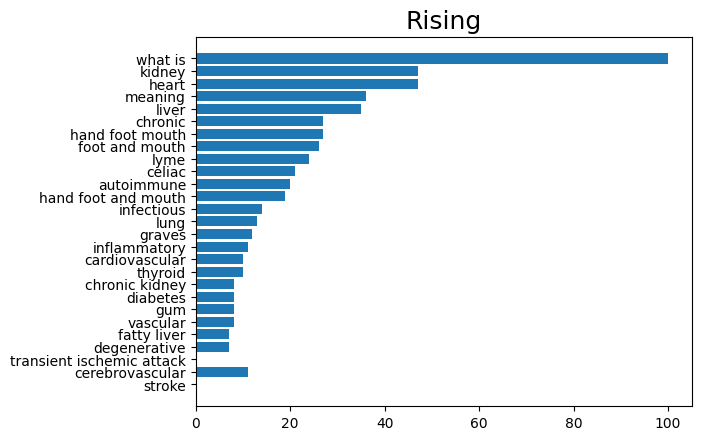 Rising
what is
kidney
heart
meaning
liver
chronic
hand foot mouth
foot and mouth
lyme
celiac
autoimmune
hand foot and mouth
infectious
lung
graves
inflammatory
cardiovascular
thyroid
chronic kidney
diabetes
gum
vascular
fatty liver
degenerative
transient ischemic attack
cerebrovascular
stroke
0 20 40 60 80 100